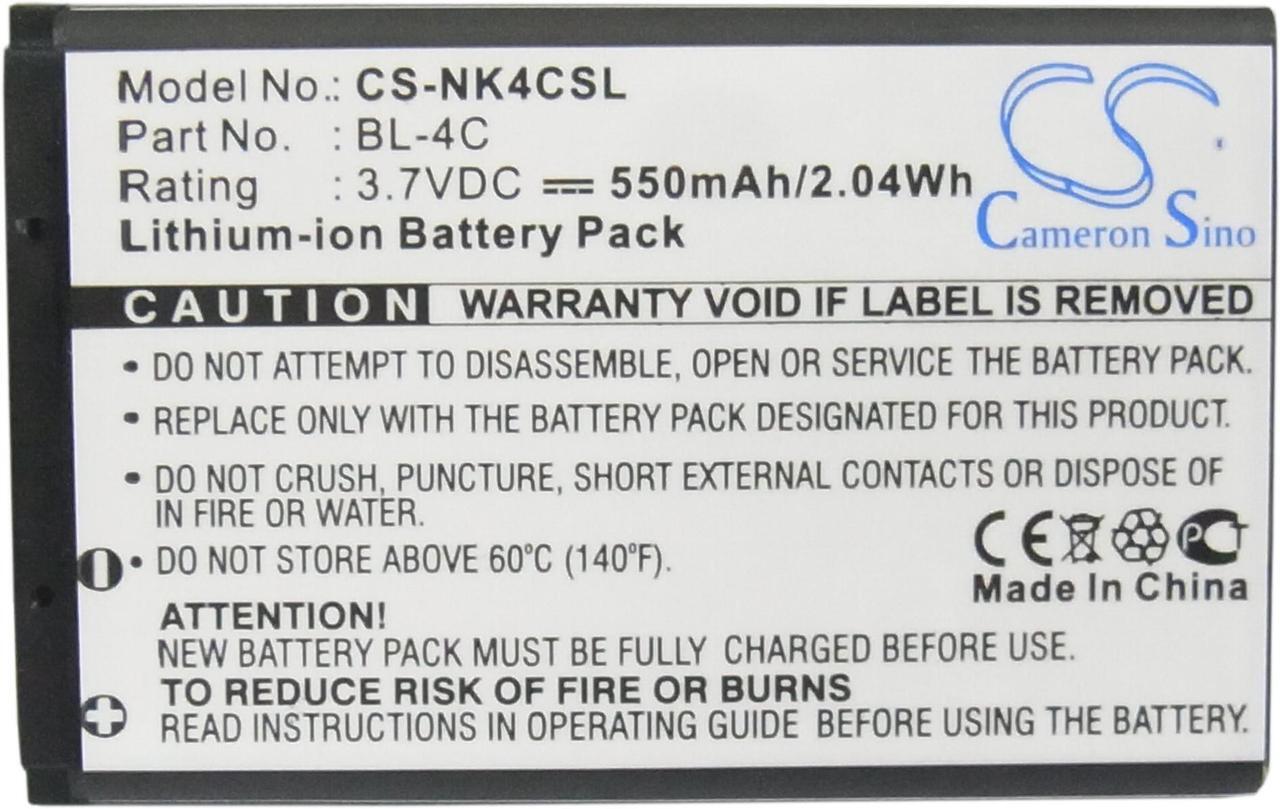 Model No.: CS-NK4CSL
Part No. : BL-4C
Rating : 3.7VDC 550mAh/2.04Wh
Lithium-ion Battery Pack
CS
Cameron Sino
CAUTION WARRANTY VOID IF LABEL IS REMOVED
• DO NOT ATTEMPT TO DISASSEMBLE, OPEN OR SERVICE THE BATTERY PACK.
• REPLACE ONLY WITH THE BATTERY PACK DESIGNATED FOR THIS PRODUCT.
• DO NOT CRUSH, PUNCTURE, SHORT EXTERNAL CONTACTS OR DISPOSE OF
IN FIRE OR WATER.
• DO NOT STORE ABOVE 60°C (140°F).
CE PCT
Made In China
ATTENTION!
NEW BATTERY PACK MUST BE FULLY CHARGED BEFORE USE.
TO REDUCE RISK OF FIRE OR BURNS
READ INSTRUCTIONS IN OPERATING GUIDE BEFORE USING THE BATTERY.